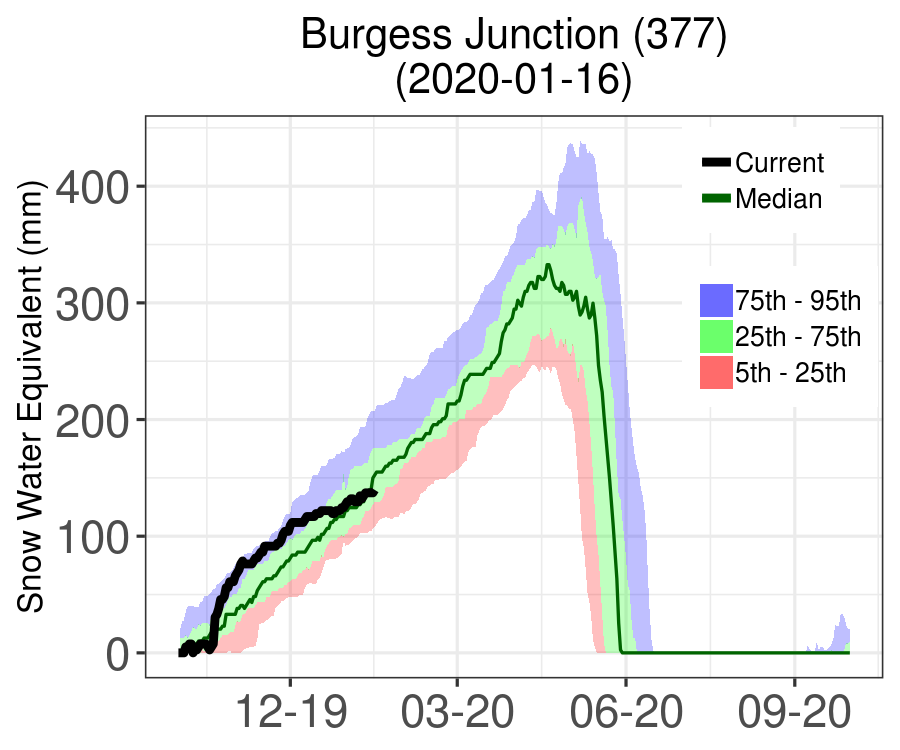 Burgess Junction (377)
(2020-01-16)
Snow Water Equivalent (mm)
400
300
200
100
0
12-19
03-20
06-20
09-20
Current
Median
75th - 95th
25th - 75th
5th - 25th